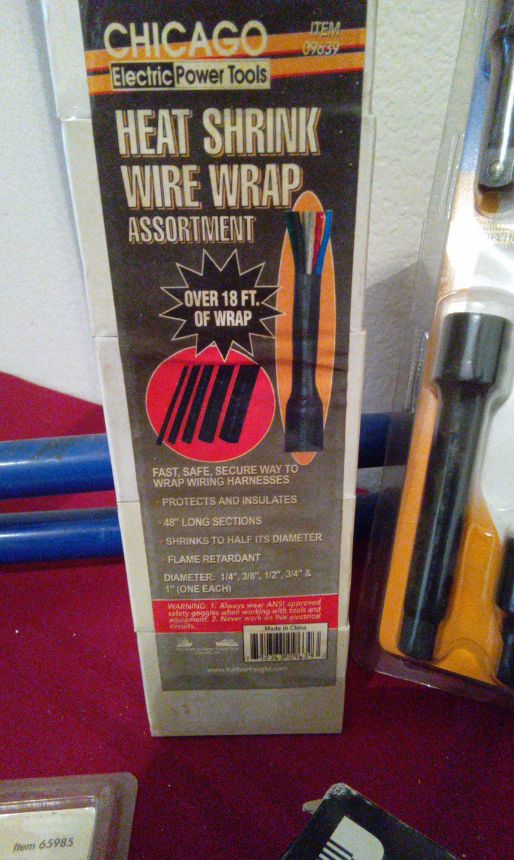 CHICAGO
Electric Power Tools
ITEM
09639
HEAT SHRINK
WIRE WRAP
ASSORTMENT
OVER 18 FT.
OF WRAP
FAST, SAFE, SECURE WAY TO
WRAP WIRING HARNESSES
· PROTECTS AND INSULATES
· 48" LONG SECTIONS
· SHRINKS TO HALF ITS DIAMETER
· FLAME RETARDANT
DIAMETER: 1/4", 3/8", 1/2", 3/4" &
1" (ONE EACH)
WARNING: 1. Always wear ANSI approved
safety goggles when working with tools and
equipment. 2. Never work on live electrical
circuits.
Made in China
www.harborfreight.com
Item 65985